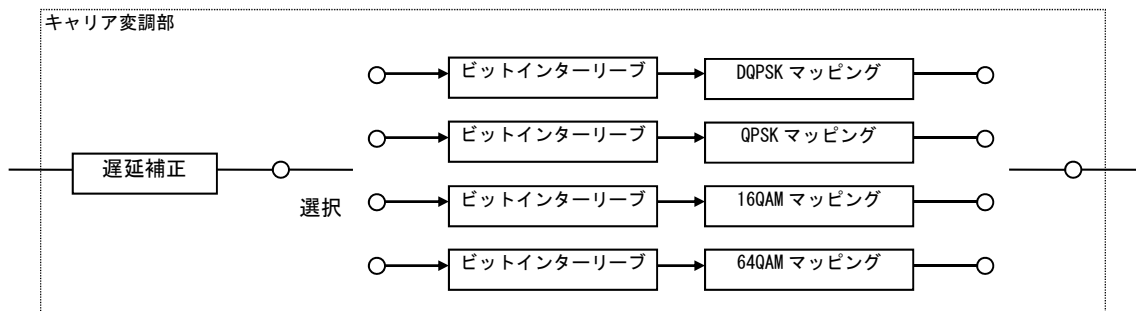 キャリア変調部
ビットインターリーブ
DQPSK マッピング
ビットインターリーブ
QPSK マッピング
遅延補正
選択
ビットインターリーブ
16QAM マッピング
ビットインターリーブ
64QAM マッピング